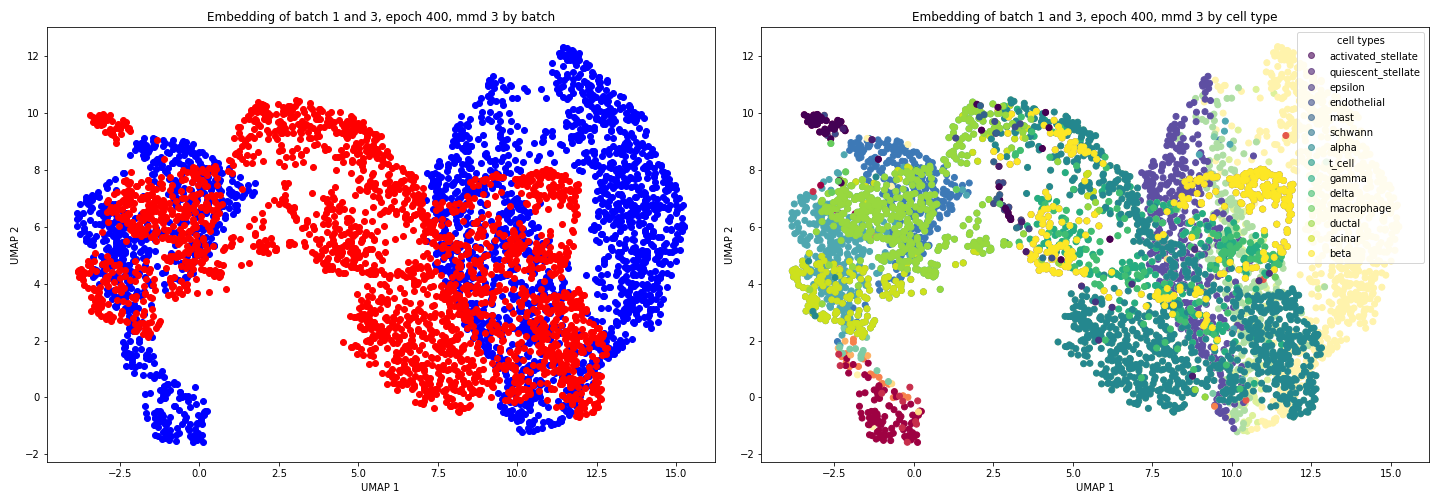 Embedding of batch 1 and 3, epoch 400, mmd 3 by batch
12
10
8
6
4
2
0
−2
UMAP 2
−2.5 0.0 2.5 5.0 7.5 10.0 12.5 15.0
UMAP 1
Embedding of batch 1 and 3, epoch 400, mmd 3 by cell type
12
10
8
6
4
2
0
−2
UMAP 2
−2.5 0.0 2.5 5.0 7.5 10.0 12.5 15.0
UMAP 1
cell types
activated_stellate
quiescent_stellate
epsilon
endothelial
mast
schwann
alpha
t_cell
gamma
delta
macrophage
ductal
acinar
beta